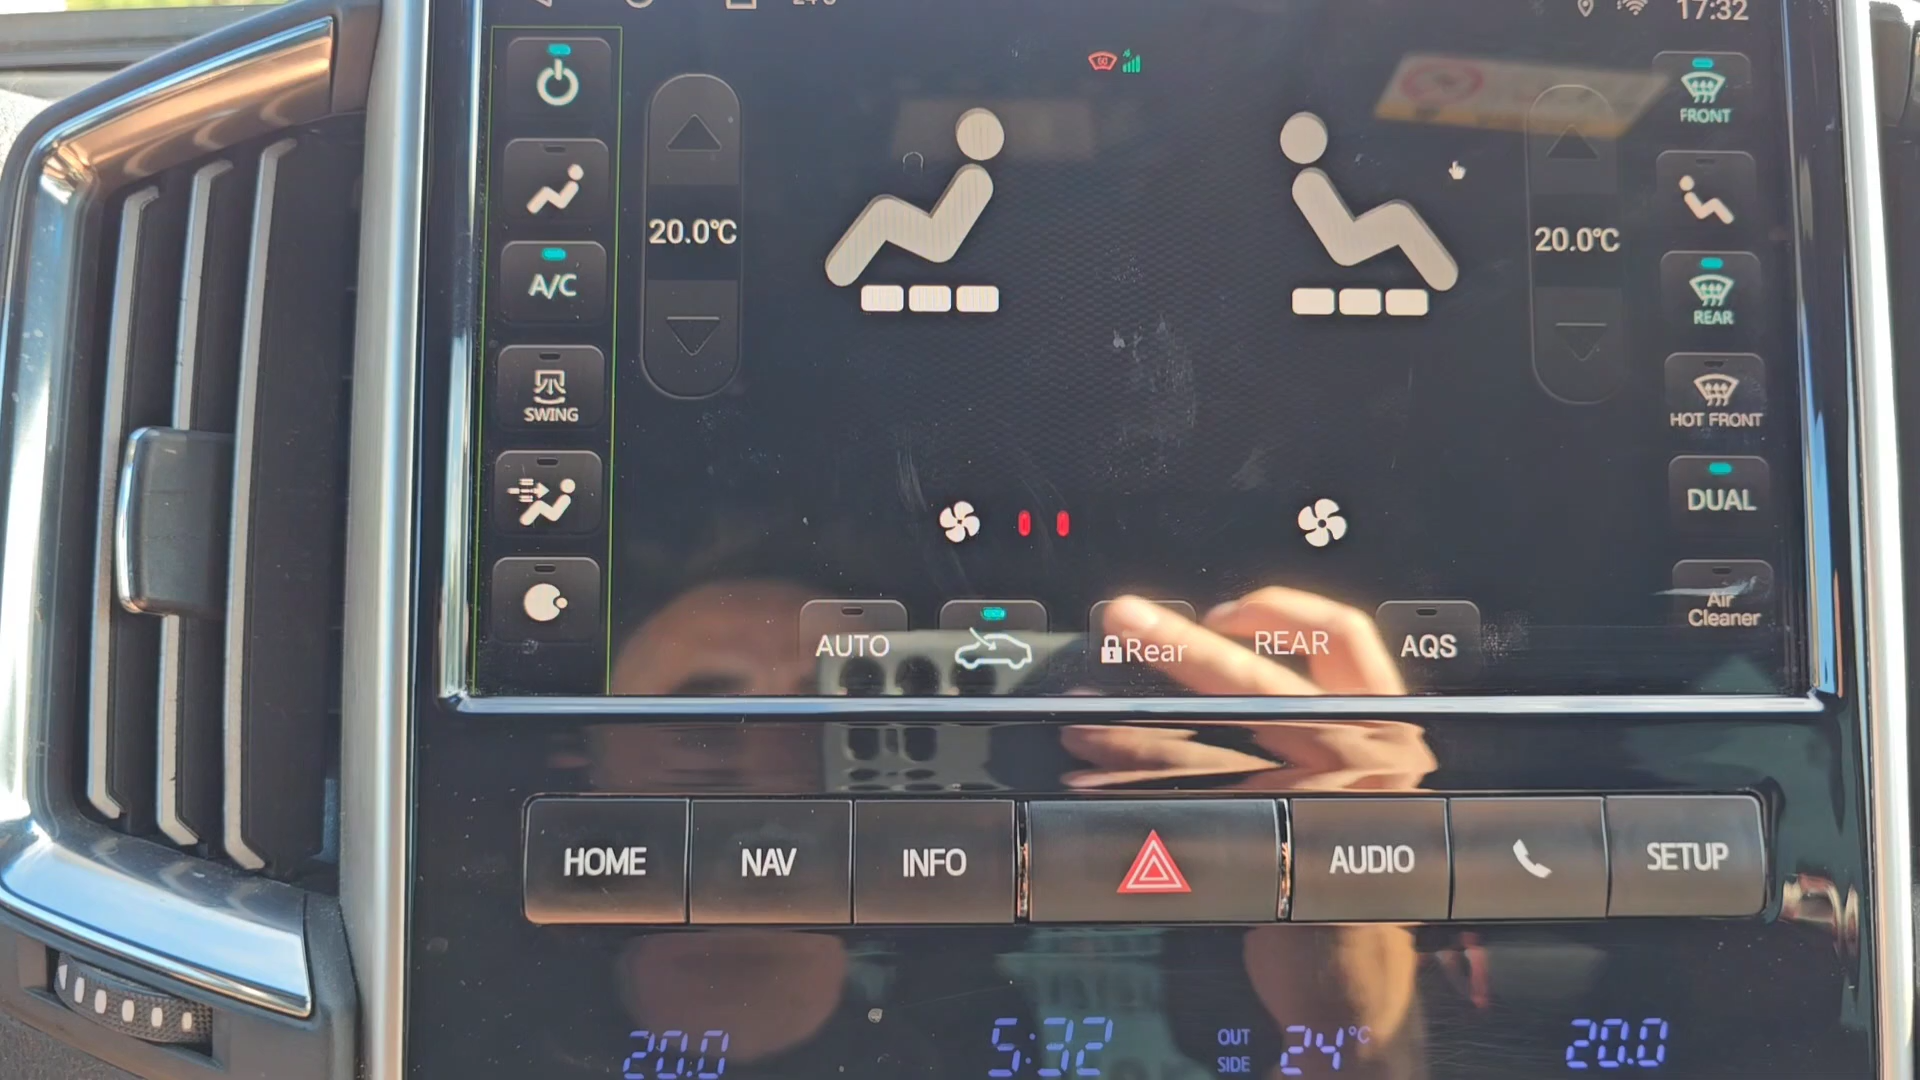 17:32
60
FRONT
20.0°C
20.0°C
A/C
REAR
SWING
HOT FRONT
DUAL
AUTO
Rear
REAR
AQS
Air
Cleaner
HOME
NAV
INFO
AUDIO
SETUP
20.0
5:32
OUT
SIDE
24°C
20.0